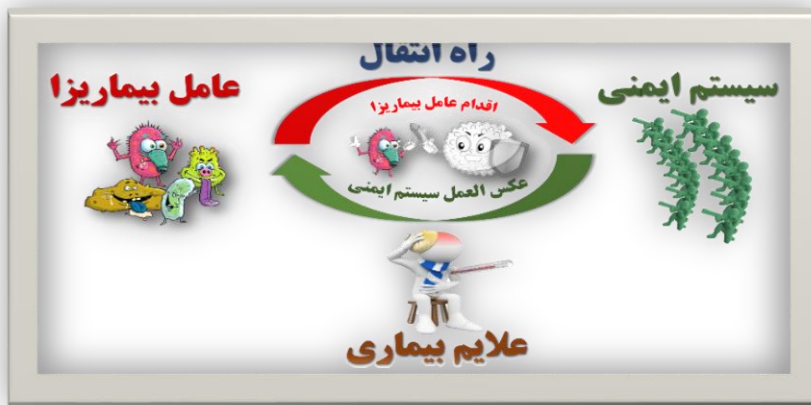 راه انتقال
عامل بیماریزا
سیستم ایمنی
اقدام عامل بیماریزا
عکس العمل سیستم ایمنی
علایم بیماری